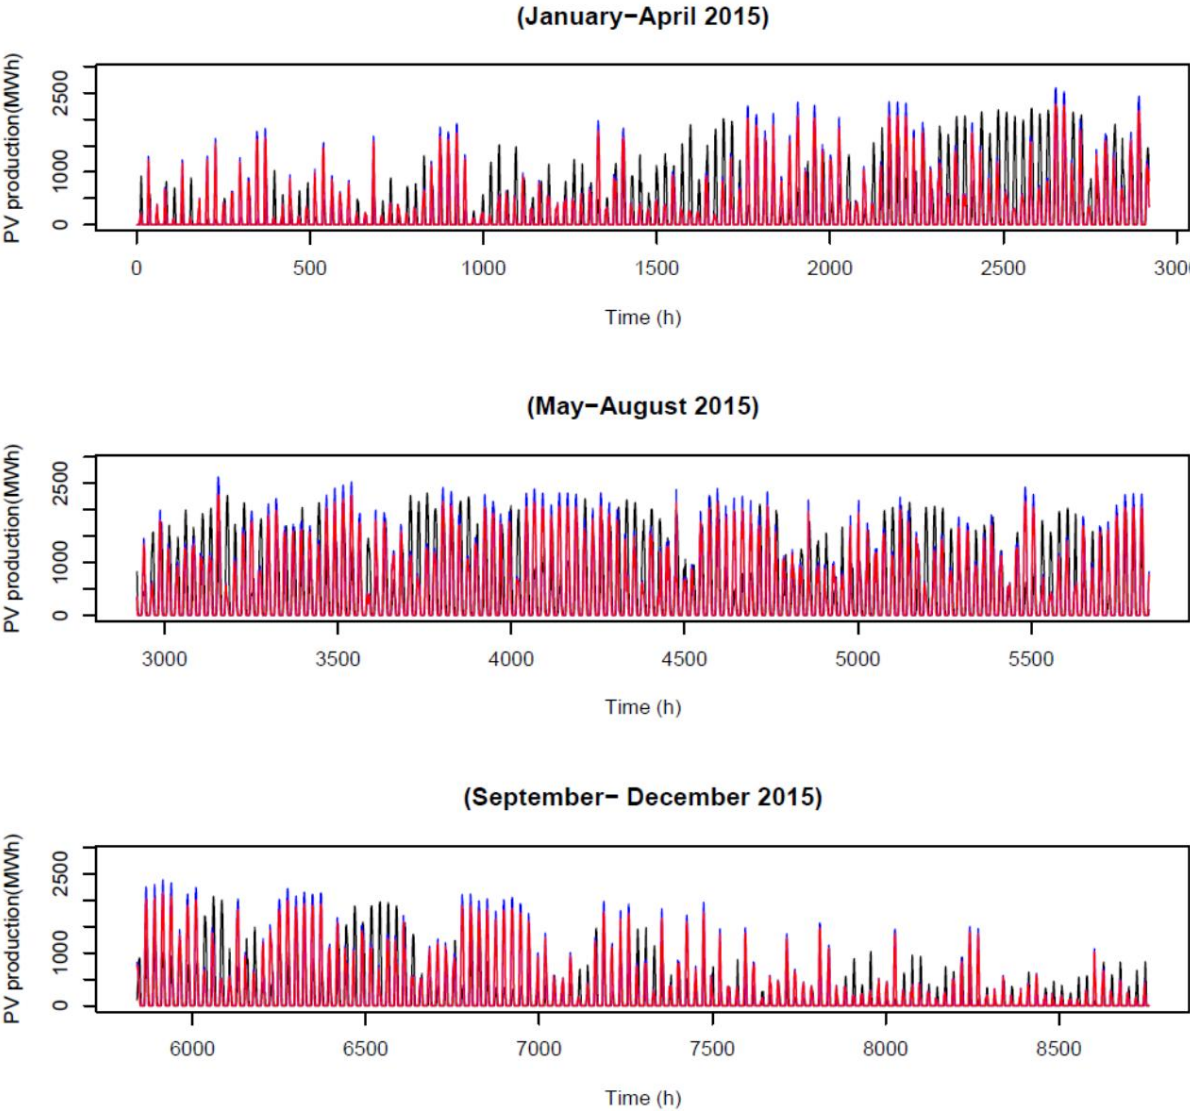 (January−April 2015)
PV production(MWh)
2500
1000
0
0 500 1000 1500 2000 2500 300
Time (h)
(May−August 2015)
PV production(MWh)
2500
1000
0
3000 3500 4000 4500 5000 5500
Time (h)
(September− December 2015)
PV production(MWh)
2500
1000
0
6000 6500 7000 7500 8000 8500
Time (h)